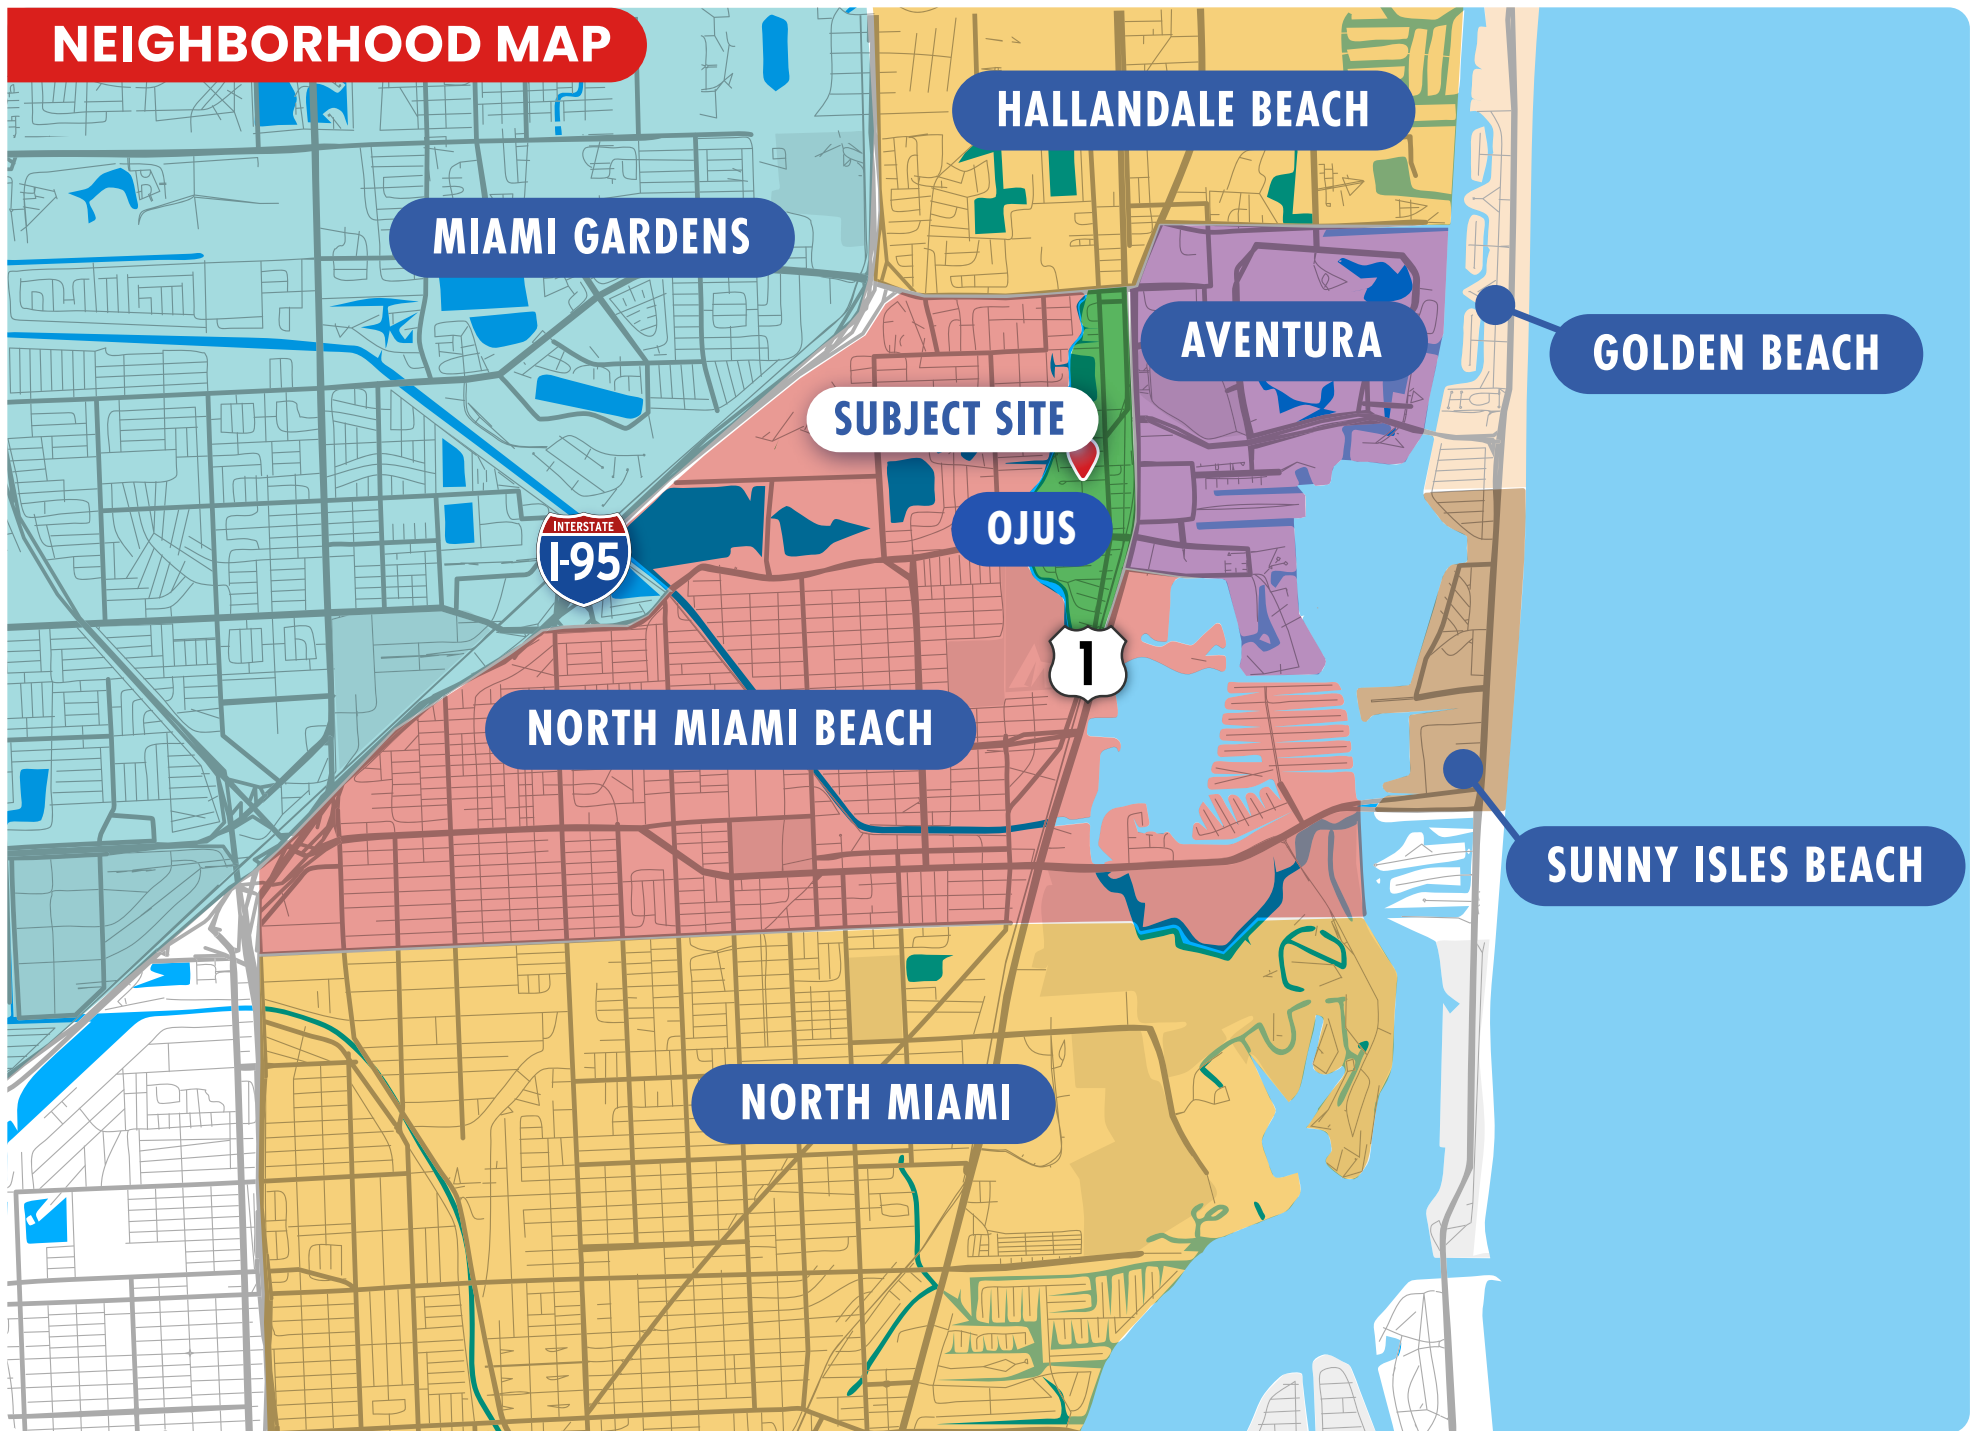 NEIGHBORHOOD MAP
HALLANDALE BEACH
MIAMI GARDENS
AVENTURA
GOLDEN BEACH
SUBJECT SITE
OJUS
INTERSTATE
I-95
1
NORTH MIAMI BEACH
SUNNY ISLES BEACH
NORTH MIAMI